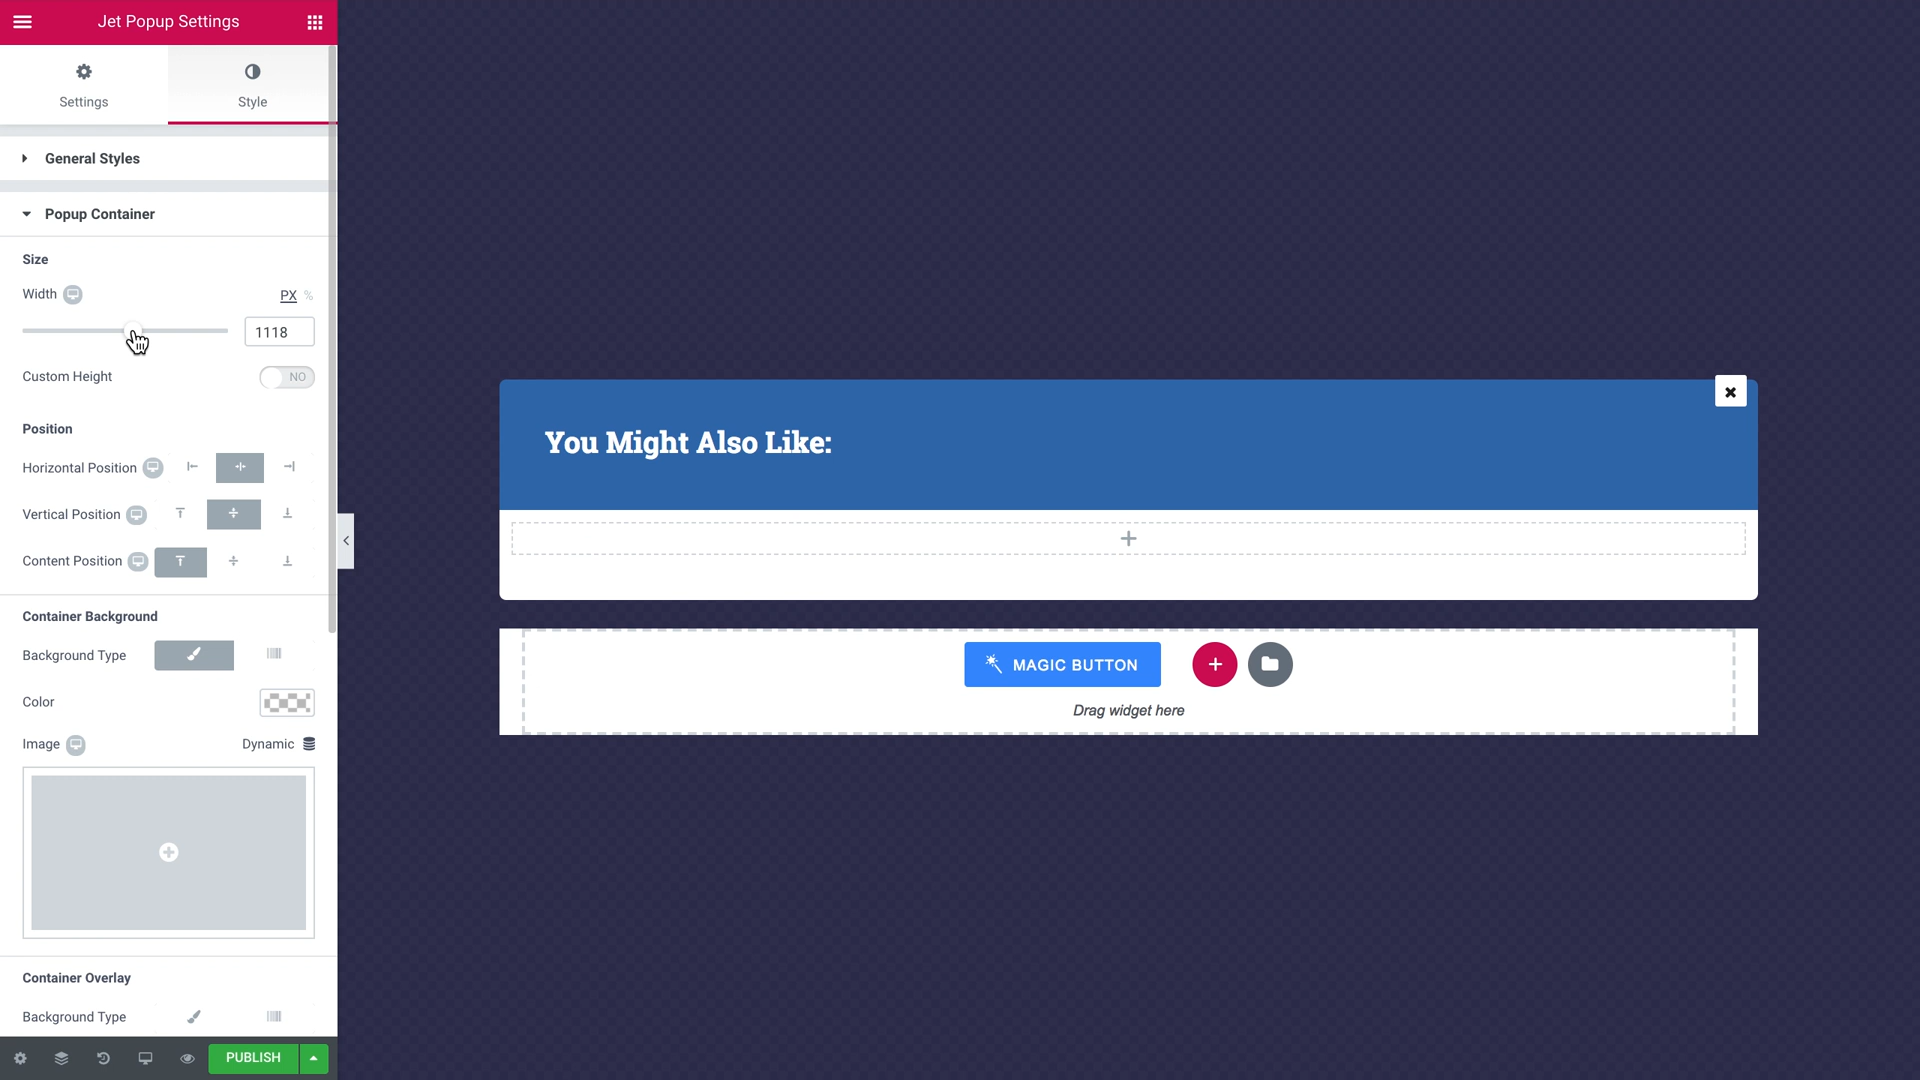 Jet Popup Settings
Settings
Style
General Styles
Popup Container
Size
Width
PX %
1118
Custom Height
NO
Position
Horizontal Position
Vertical Position
Content Position
Container Background
Background Type
Color
Image
Dynamic
Container Overlay
Background Type
PUBLISH
You Might Also Like:
MAGIC BUTTON
Drag widget here